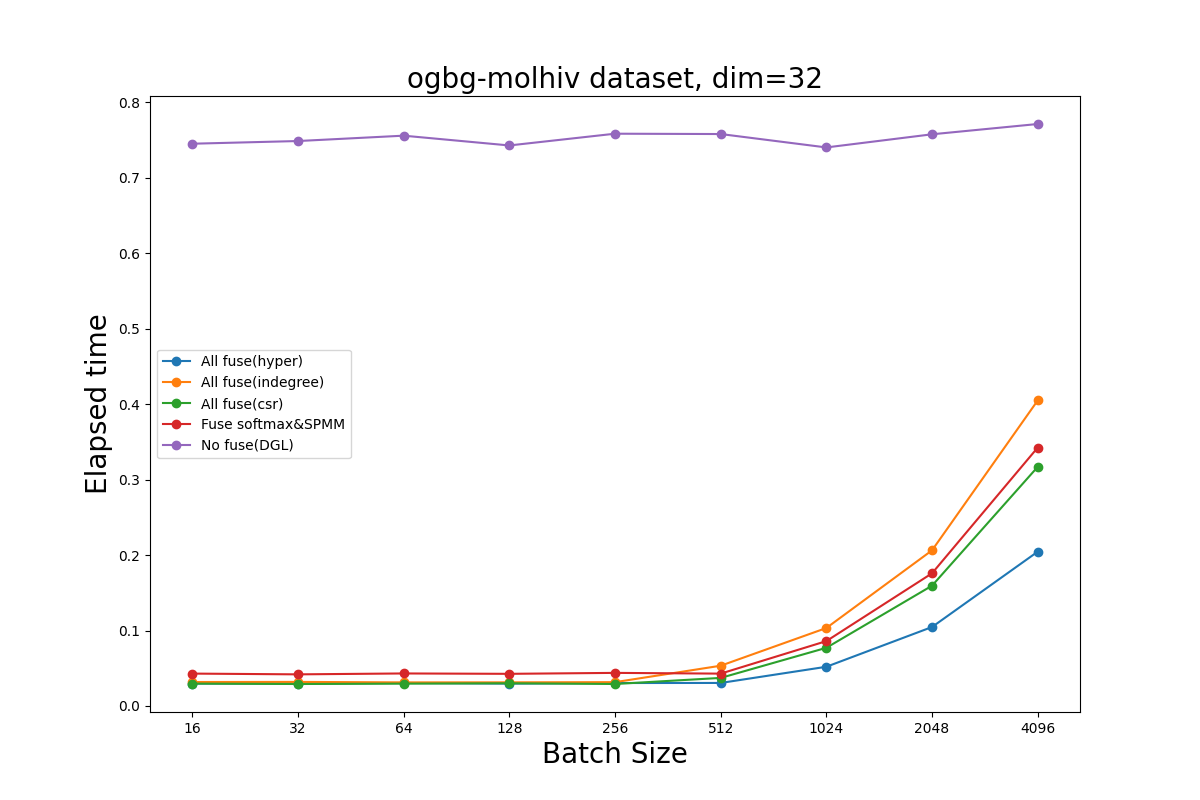 ogbg-molhiv dataset, dim=32
0.8
0.7
0.6
0.5
0.4
0.3
0.2
0.1
0.0
Elapsed time
All fuse(hyper)
All fuse(indegree)
All fuse(csr)
Fuse softmax&SPMM
No fuse(DGL)
16 32 64 128 256 512 1024 2048 4096
Batch Size